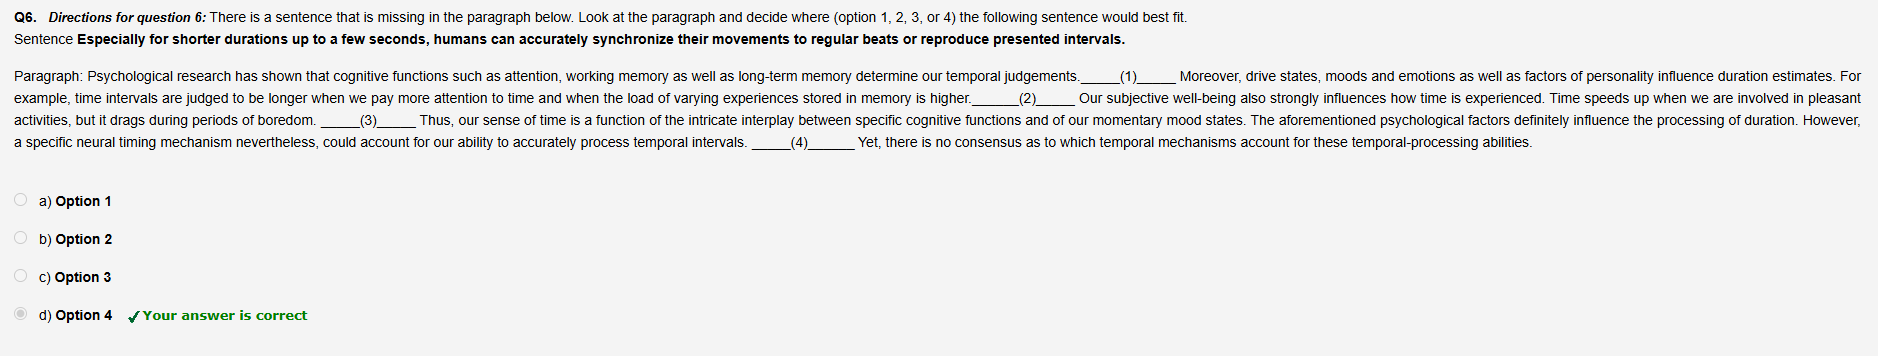 Q6. Directions for question 6: There is a sentence that is missing in the paragraph below. Look at the paragraph and decide where (option 1, 2, 3, or 4) the following sentence would best fit.
Sentence Especially for shorter durations up to a few seconds, humans can accurately synchronize their movements to regular beats or reproduce presented intervals.
Paragraph: Psychological research has shown that cognitive functions such as attention, working memory as well as long-term memory determine our temporal judgements._____(1)_____ Moreover, drive states, moods and emotions as well as factors of personality influence duration estimates. For
example, time intervals are judged to be longer when we pay more attention to time and when the load of varying experiences stored in memory is higher.______(2)_____ Our subjective well-being also strongly influences how time is experienced. Time speeds up when we are involved in pleasant
activities, but it drags during periods of boredom. _____(3)_____ Thus, our sense of time is a function of the intricate interplay between specific cognitive functions and of our momentary mood states. The aforementioned psychological factors definitely influence the processing of duration. However,
a specific neural timing mechanism nevertheless, could account for our ability to accurately process temporal intervals. _____(4)______ Yet, there is no consensus as to which temporal mechanisms account for these temporal-processing abilities.
a) Option 1
b) Option 2
c) Option 3
d) Option 4 ✓Your answer is correct